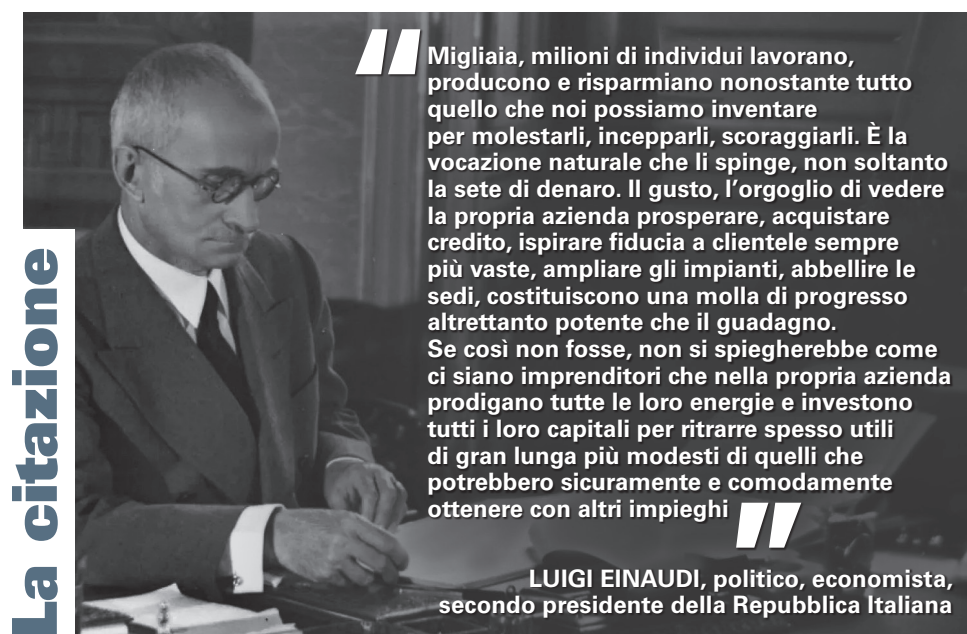 La citazione
"
Migliaia, milioni di individui lavorano,
producono e risparmiano nonostante tutto
quello che noi possiamo inventare
per molestarli, incepparli, scoraggiarli. È la
vocazione naturale che li spinge, non soltanto
la sete di denaro. Il gusto, l’orgoglio di vedere
la propria azienda prosperare, acquistare
credito, ispirare fiducia a clientele sempre
più vaste, ampliare gli impianti, abbellire le
sedi, costituiscono una molla di progresso
altrettanto potente che il guadagno.
Se così non fosse, non si spiegherebbe come
ci siano imprenditori che nella propria azienda
prodigano tutte le loro energie e investono
tutti i loro capitali per ritrarre spesso utili
di gran lunga più modesti di quelli che
potrebbero sicuramente e comodamente
ottenere con altri impieghi "
LUIGI EINAUDI, politico, economista,
secondo presidente della Repubblica Italiana